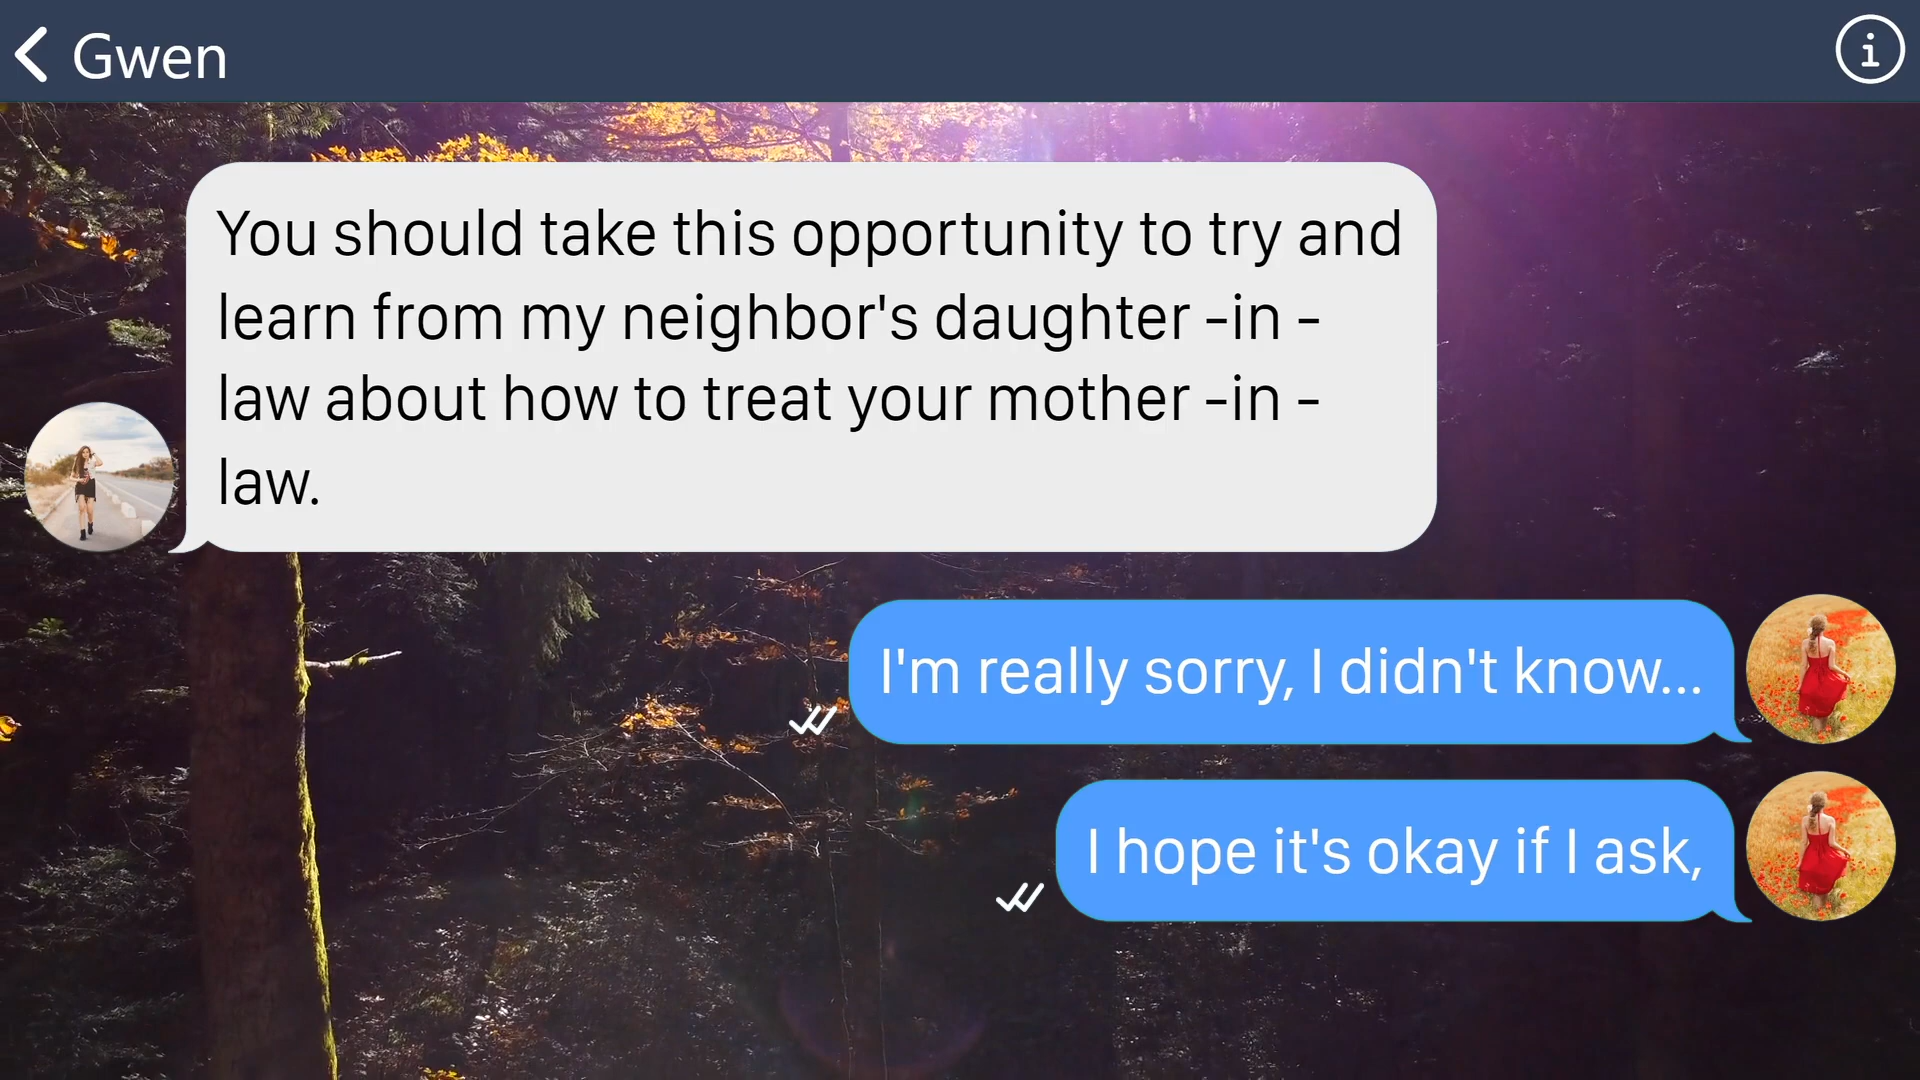 Gwen
You should take this opportunity to try and
learn from my neighbor's daughter -in -
law about how to treat your mother -in -
law.
I'm really sorry, I didn't know...
I hope it's okay if I ask,